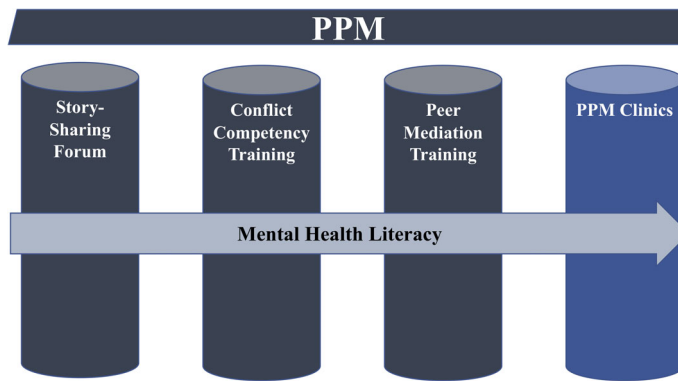 PPM
Story-
Sharing
Forum
Conflict
Competency
Training
Peer
Mediation
Training
PPM Clinics
Mental Health Literacy